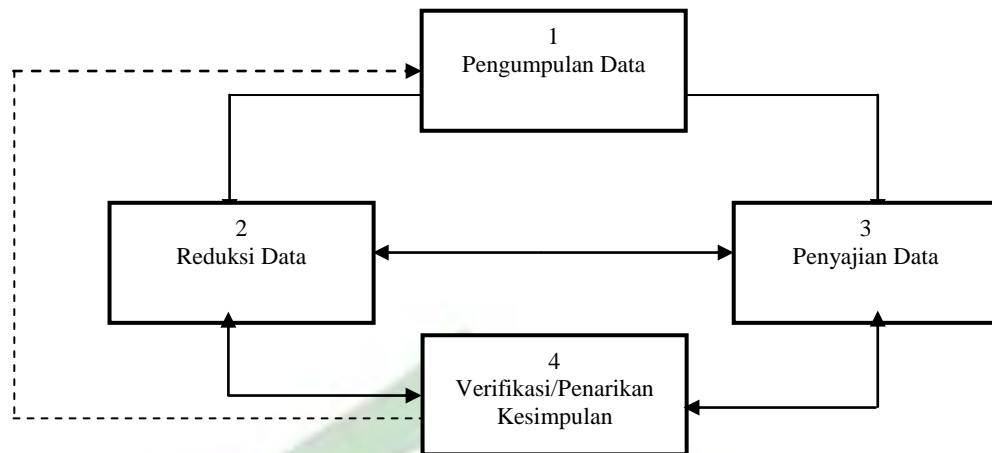 1
Pengumpulan Data
2
Reduksi Data
3
Penyajian Data
4
Verifikasi/Penarikan
Kesimpulan